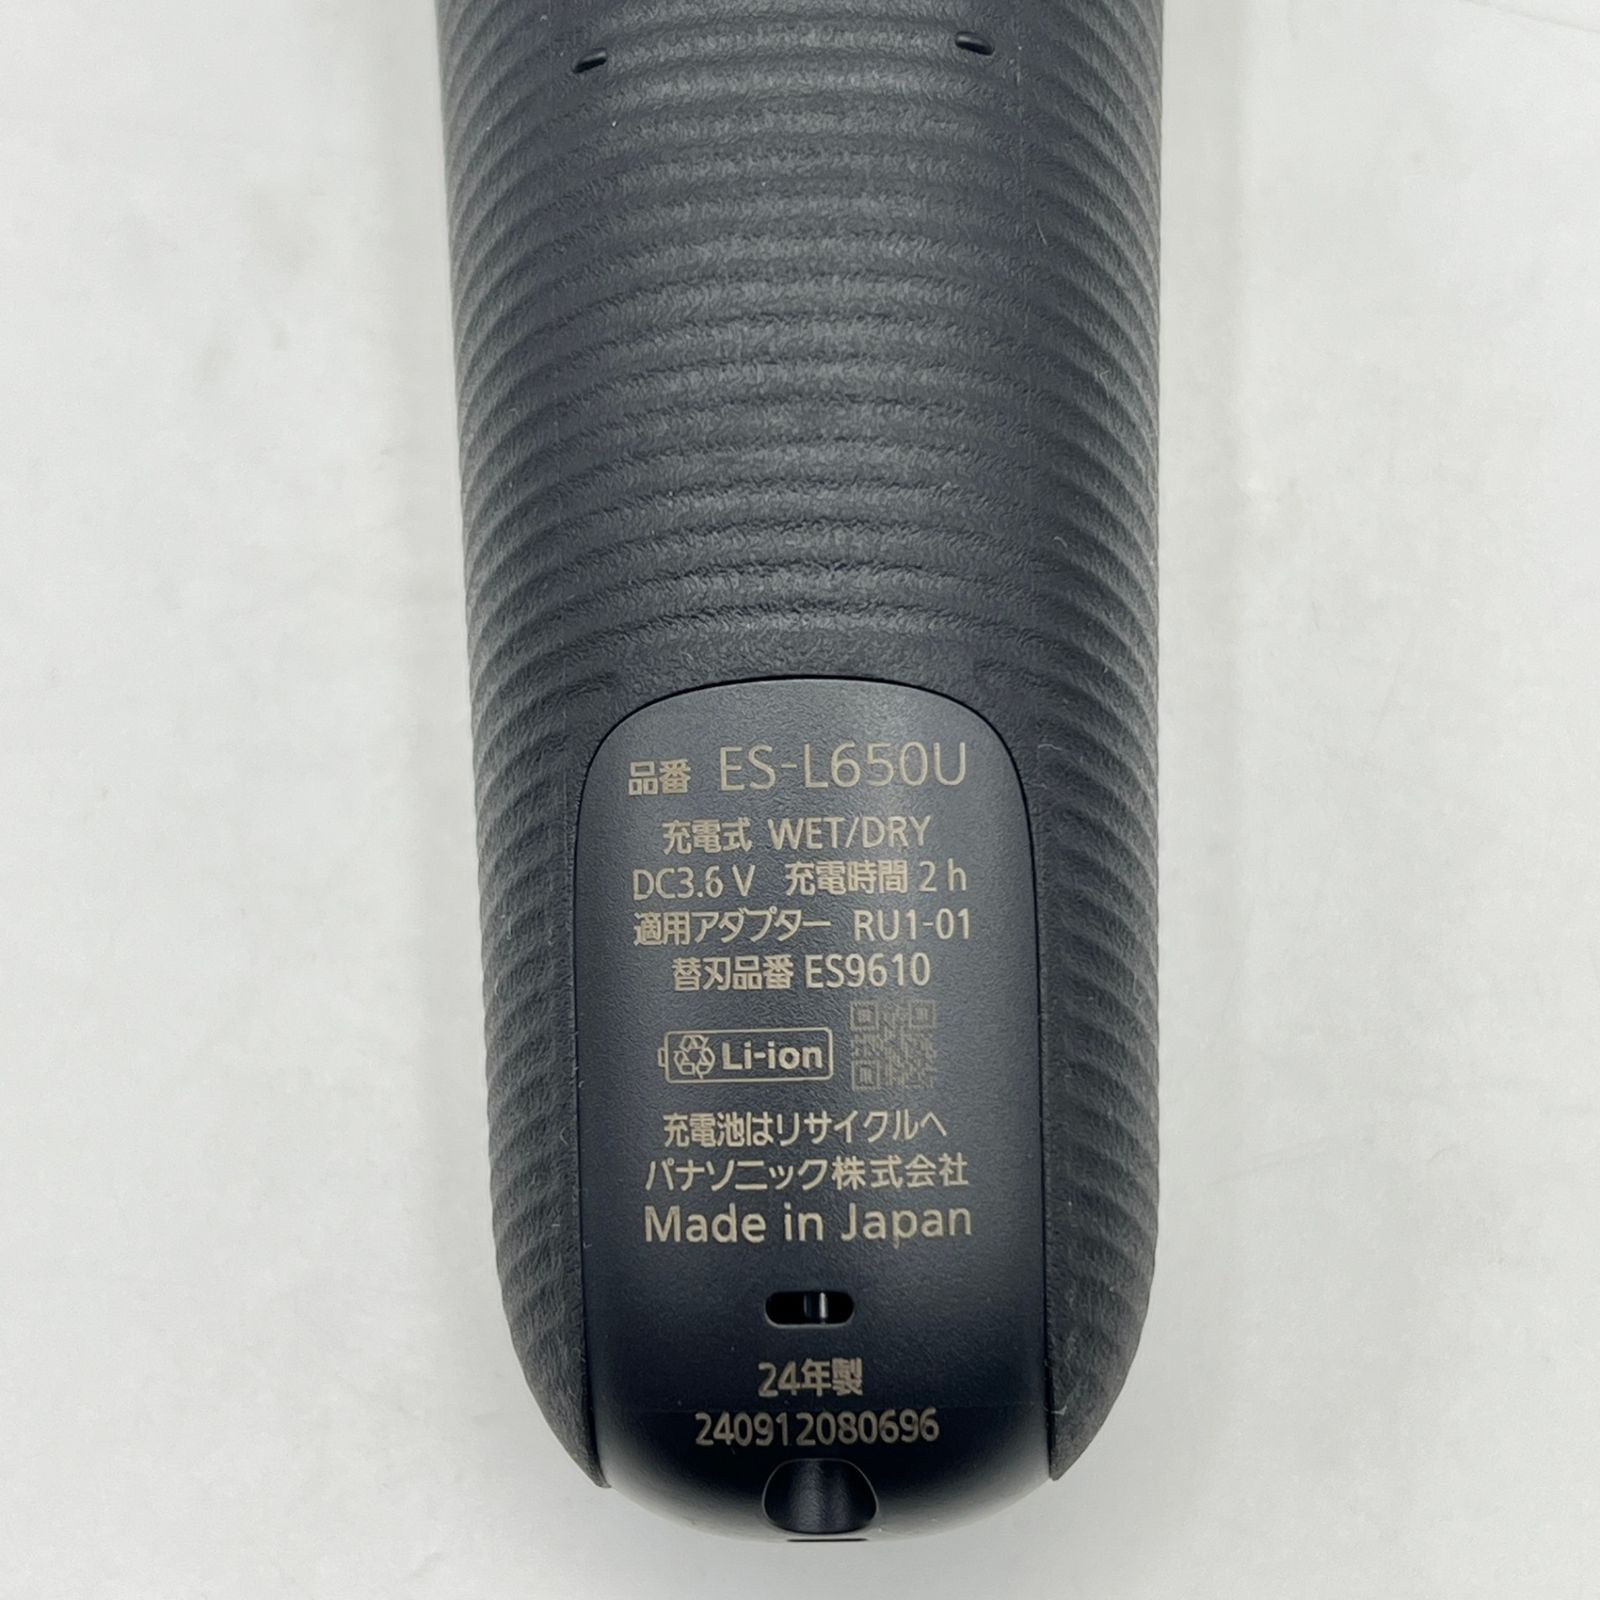 品番 ES-L650U
充電式 WET/DRY
DC3.6 V 充電時間 2 h
適用アダプター RU1-01
替刃品番 ES9610
Li-ion
充電池はリサイクルへ
パナソニック株式会社
Made in Japan
24年製
240912080696